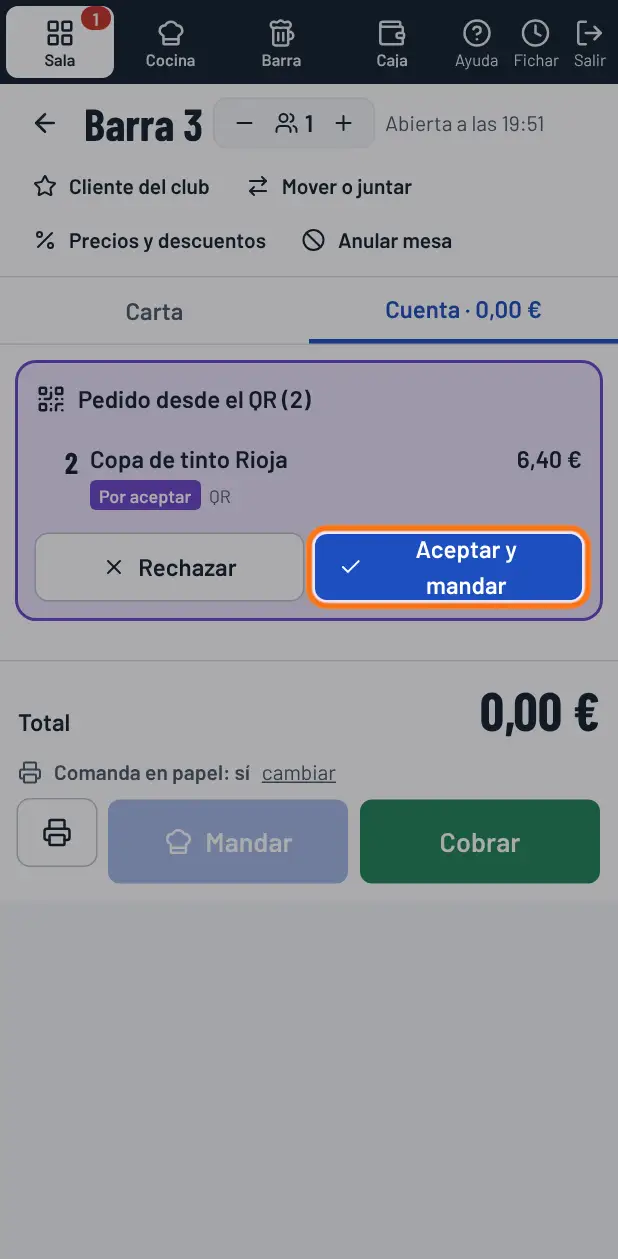 1
Sala
Cocina
Barra
Caja
Ayuda
Fichar
Salir
Barra 3
1
Abierta a las 19:51
Cliente del club
Mover o juntar
Precios y descuentos
Anular mesa
Carta
Cuenta · 0,00 €
Pedido desde el QR (2)
2 Copa de tinto Rioja 6,40 €
Por aceptar QR
Rechazar
Aceptar y
mandar
Total 0,00 €
Comanda en papel: sí cambiar
Mandar
Cobrar